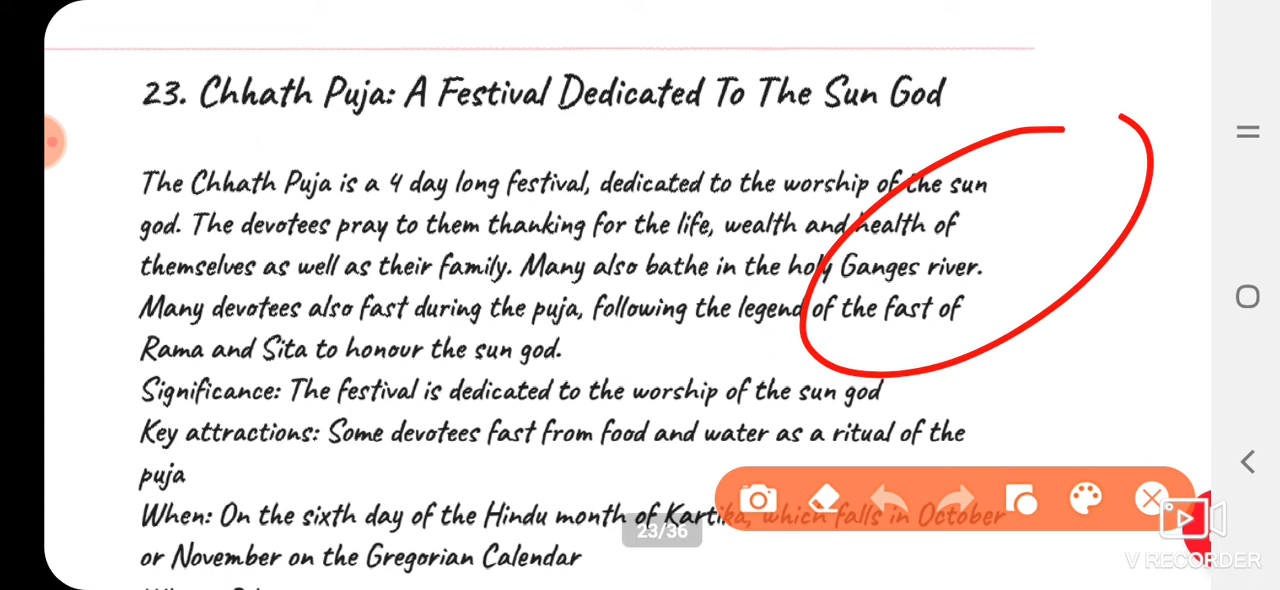 23. Chhath Puja: A Festival Dedicated To The Sun God
The Chhath Puja is a 4 day long festival, dedicated to the worship of the sun
god. The devotees pray to them thanking for the life, wealth and health of
themselves as well as their family. Many also bathe in the holy Ganges river.
Many devotees also fast during the puja, following the legend of the fast of
Rama and Sita to honour the sun god.
Significance: The festival is dedicated to the worship of the sun god
Key attractions: Some devotees fast from food and water as a ritual of the
puja
When: On the sixth day of the Hindu month of Kartika, which falls in October
23/36
or November on the Gregorian Calendar
V RECORDER